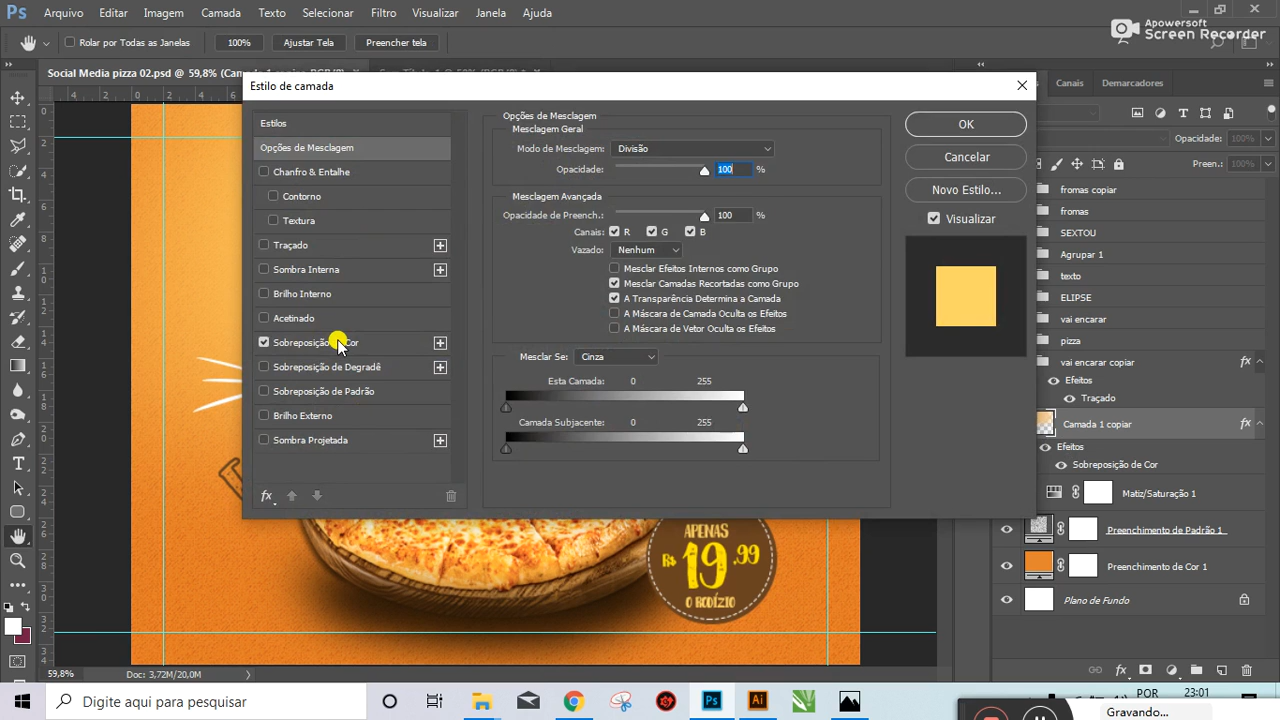 Ps Arquivo Editar Imagem Camada Texto Selecionar Filtro Visualizar Janela Ajuda
Apowersoft
Screen Recorder
Rolar por Todas as Janelas 100% Ajustar Tela Preencher tela
Social Media pizza 02.psd @ 59,8%
Canais Demarcadores
Estilo de camada
Estilos
Opções de Mesclagem
Chanfro & Entalhe
Contorno
Textura
Traçado
Sombra Interna
Brilho Interno
Acetinado
Sobreposição Cor
Sobreposição de Degradê
Sobreposição de Padrão
Brilho Externo
Sombra Projetada
fx
Opções de Mesclagem
Mesclagem Geral
Modo de Mesclagem: Divisão
Opacidade: 100 %
Mesclagem Avançada
Opacidade de Preench.: 100 %
Canais: R G B
Vazado: Nenhum
Mesclar Efeitos Internos como Grupo
Mesclar Camadas Recortadas como Grupo
A Transparência Determina a Camada
A Máscara de Camada Oculta os Efeitos
A Máscara de Vetor Oculta os Efeitos
Mesclar Se: Cinza
Esta Camada: 0 255
Camada Subjacente: 0 255
OK
Cancelar
Novo Estilo...
Visualizar
Opacidade: 100%
Preen.: 100%
fromas copiar
fromas
SEXTOU
Agrupar 1
texto
ELIPSE
vai encarar
pizza
vai encarar copiar fx
Efeitos
Traçado
Camada 1 copiar fx
Efeitos
Sobreposição de Cor
Matiz/Saturação 1
Preenchimento de Padrão 1
Preenchimento de Cor 1
Plano de Fundo
APENAS
R$ 19,99
O RODÍZIO
59,8% Doc: 3,72M/20,0M
Digite aqui para pesquisar
Ps Ai
POR 23:01
Gravando...